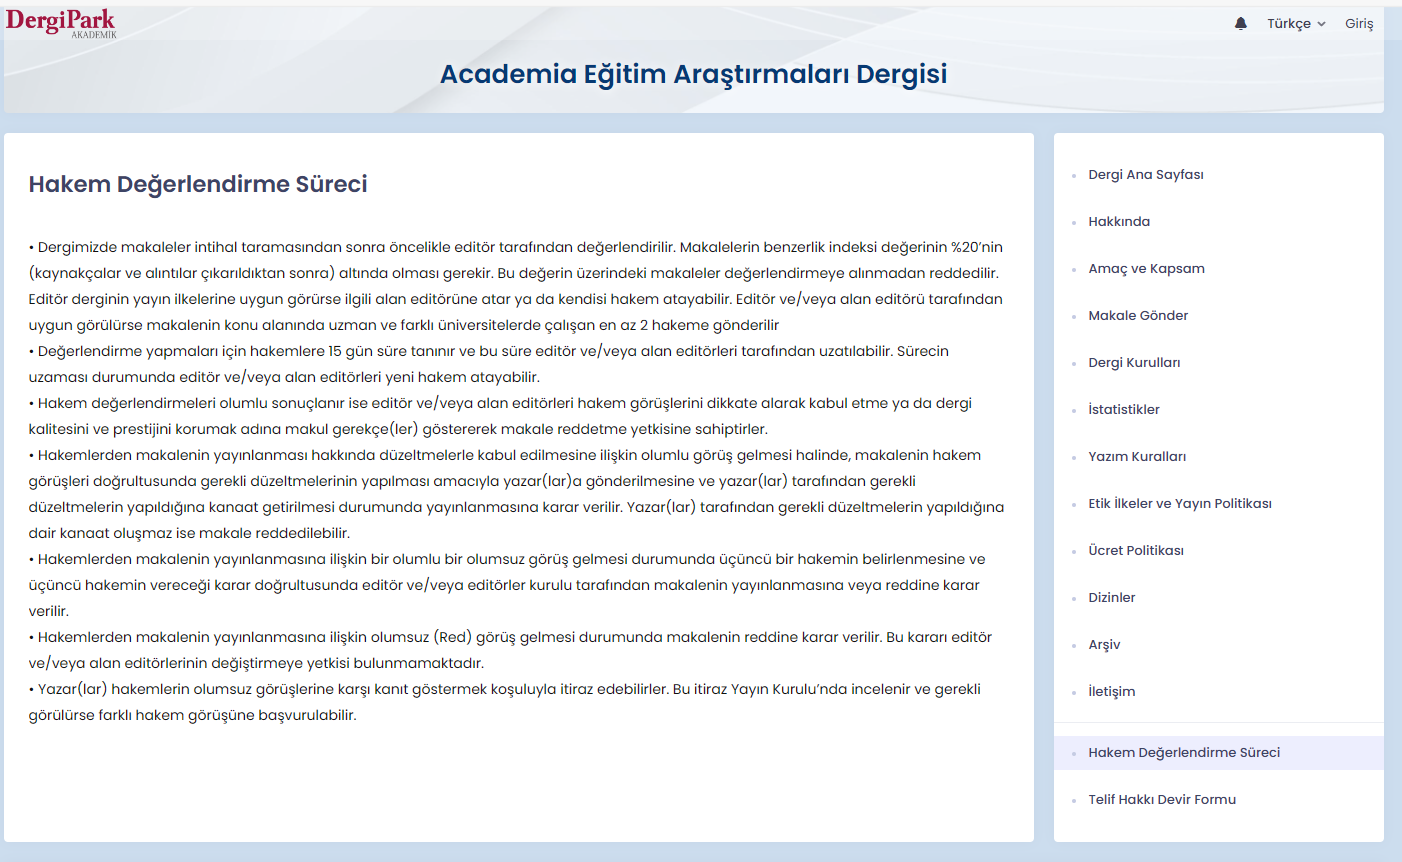 DergiPark
AKADEMİK
Türkçe
Giriş
Academia Eğitim Araştırmaları Dergisi
Hakem Değerlendirme Süreci
• Dergimizde makaleler intihal taramasından sonra öncelikle editör tarafından değerlendirilir. Makalelerin benzerlik indeksi değerinin %20’nin
(kaynakçalar ve alıntılar çıkarıldıktan sonra) altında olması gerekir. Bu değerin üzerindeki makaleler değerlendirmeye alınmadan reddedilir.
Editör derginin yayın ilkelerine uygun görürse ilgili alan editörüne atar ya da kendisi hakem atayabilir. Editör ve/veya alan editörü tarafından
uygun görülürse makalenin konu alanında uzman ve farklı üniversitelerde çalışan en az 2 hakeme gönderilir
• Değerlendirme yapmaları için hakemlere 15 gün süre tanınır ve bu süre editör ve/veya alan editörleri tarafından uzatılabilir. Sürecin
uzaması durumunda editör ve/veya alan editörleri yeni hakem atayabilir.
• Hakem değerlendirmeleri olumlu sonuçlanır ise editör ve/veya alan editörleri hakem görüşlerini dikkate alarak kabul etme ya da dergi
kalitesini ve prestijini korumak adına makul gerekçe(ler) göstererek makale reddetme yetkisine sahiptirler.
• Hakemlerden makalenin yayınlanması hakkında düzeltmelerle kabul edilmesine ilişkin olumlu görüş gelmesi halinde, makalenin hakem
görüşleri doğrultusunda gerekli düzeltmelerinin yapılması amacıyla yazar(lar)a gönderilmesine ve yazar(lar) tarafından gerekli
düzeltmelerin yapıldığına kanaat getirilmesi durumunda yayınlanmasına karar verilir. Yazar(lar) tarafından gerekli düzeltmelerin yapıldığına
dair kanaat oluşmaz ise makale reddedilebilir.
• Hakemlerden makalenin yayınlanmasına ilişkin bir olumlu bir olumsuz görüş gelmesi durumunda üçüncü bir hakemin belirlenmesine ve
üçüncü hakemin vereceği karar doğrultusunda editör ve/veya editörler kurulu tarafından makalenin yayınlanmasına veya reddine karar
verilir.
• Hakemlerden makalenin yayınlanmasına ilişkin olumsuz (Red) görüş gelmesi durumunda makalenin reddine karar verilir. Bu kararı editör
ve/veya alan editörlerinin değiştirmeye yetkisi bulunmamaktadır.
• Yazar(lar) hakemlerin olumsuz görüşlerine karşı kanıt göstermek koşuluyla itiraz edebilirler. Bu itiraz Yayın Kurulu’nda incelenir ve gerekli
görülürse farklı hakem görüşüne başvurulabilir.
Dergi Ana Sayfası
Hakkında
Amaç ve Kapsam
Makale Gönder
Dergi Kurulları
İstatistikler
Yazım Kuralları
Etik İlkeler ve Yayın Politikası
Ücret Politikası
Dizinler
Arşiv
İletişim
Hakem Değerlendirme Süreci
Telif Hakkı Devir Formu